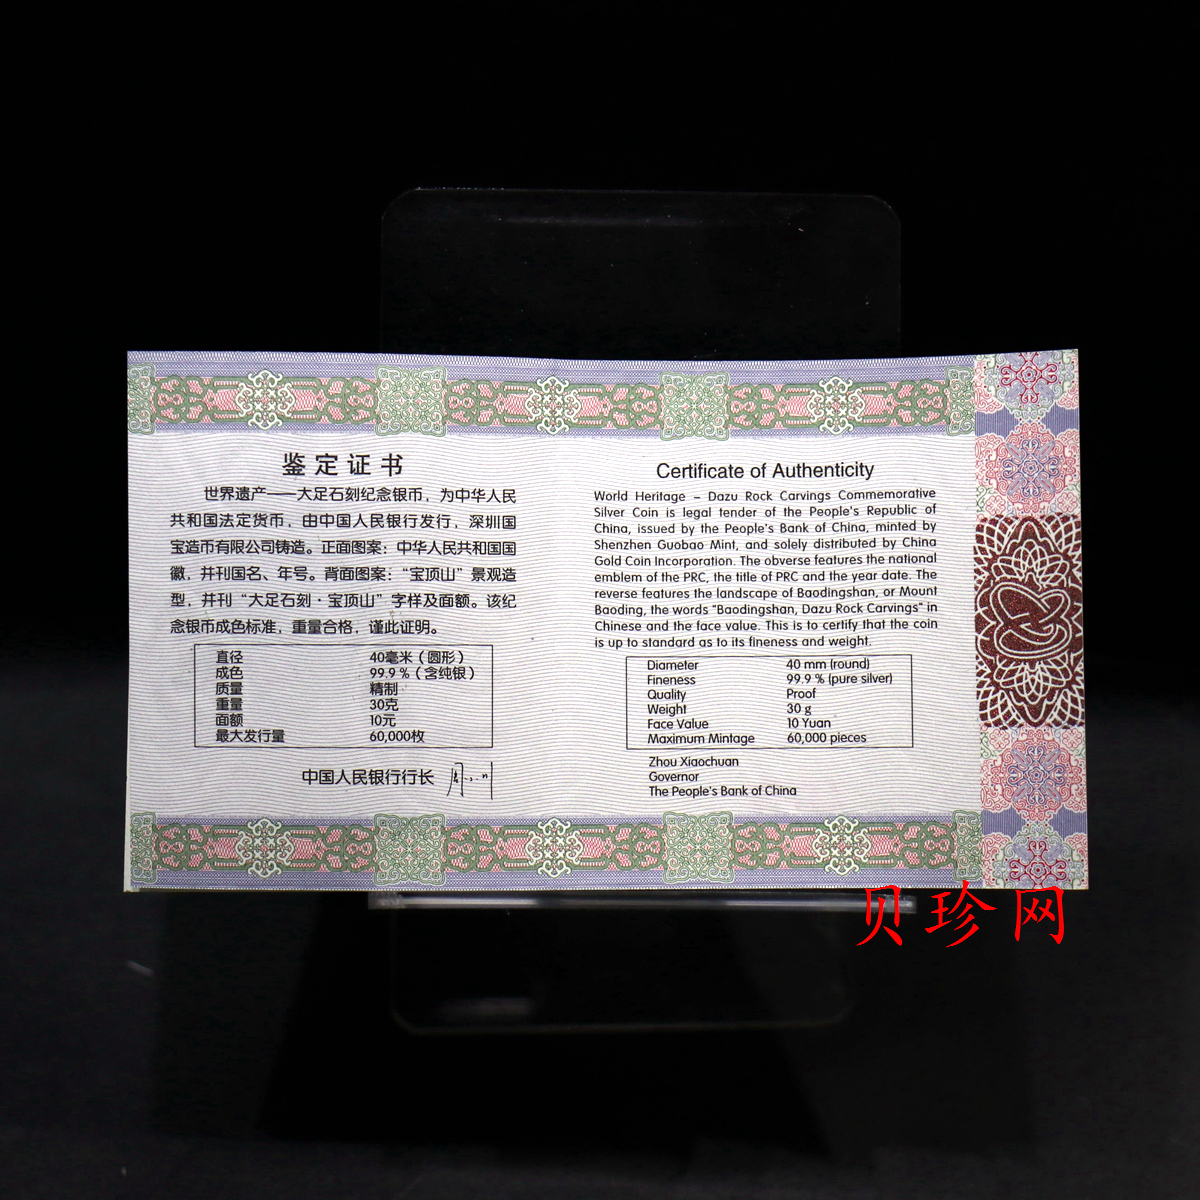 鉴定证书
世界遗产——大足石刻纪念银币，为中华人民
共和国法定货币，由中国人民银行发行，深圳国
宝造币有限公司铸造。正面图案：中华人民共和国国
徽，并刊国名、年号。背面图案：“宝顶山”景观造
型，并刊“大足石刻·宝顶山”字样及面额。该纪
念银币成色标准，重量合格，谨此证明。
直径 40毫米（圆形）
成色 99.9％（含纯银）
质量 精制
重量 30克
面额 10元
最大发行量 60,000枚
中国人民银行行长
Certificate of Authenticity
World Heritage – Dazu Rock Carvings Commemorative
Silver Coin is legal tender of the People's Republic of
China, issued by the People's Bank of China, minted by
Shenzhen Guobao Mint, and solely distributed by China
Gold Coin Incorporation. The obverse features the national
emblem of the PRC, the title of PRC and the year date. The
reverse features the landscape of Baodingshan, or Mount
Baoding, the words "Baodingshan, Dazu Rock Carvings" in
Chinese and the face value. This is to certify that the coin
is up to standard as to its fineness and weight.
Diameter 40 mm (round)
Fineness 99.9 % (pure silver)
Quality Proof
Weight 30 g
Face Value 10 Yuan
Maximum Mintage 60,000 pieces
Zhou Xiaochuan
Governor
The People's Bank of China
贝珍网